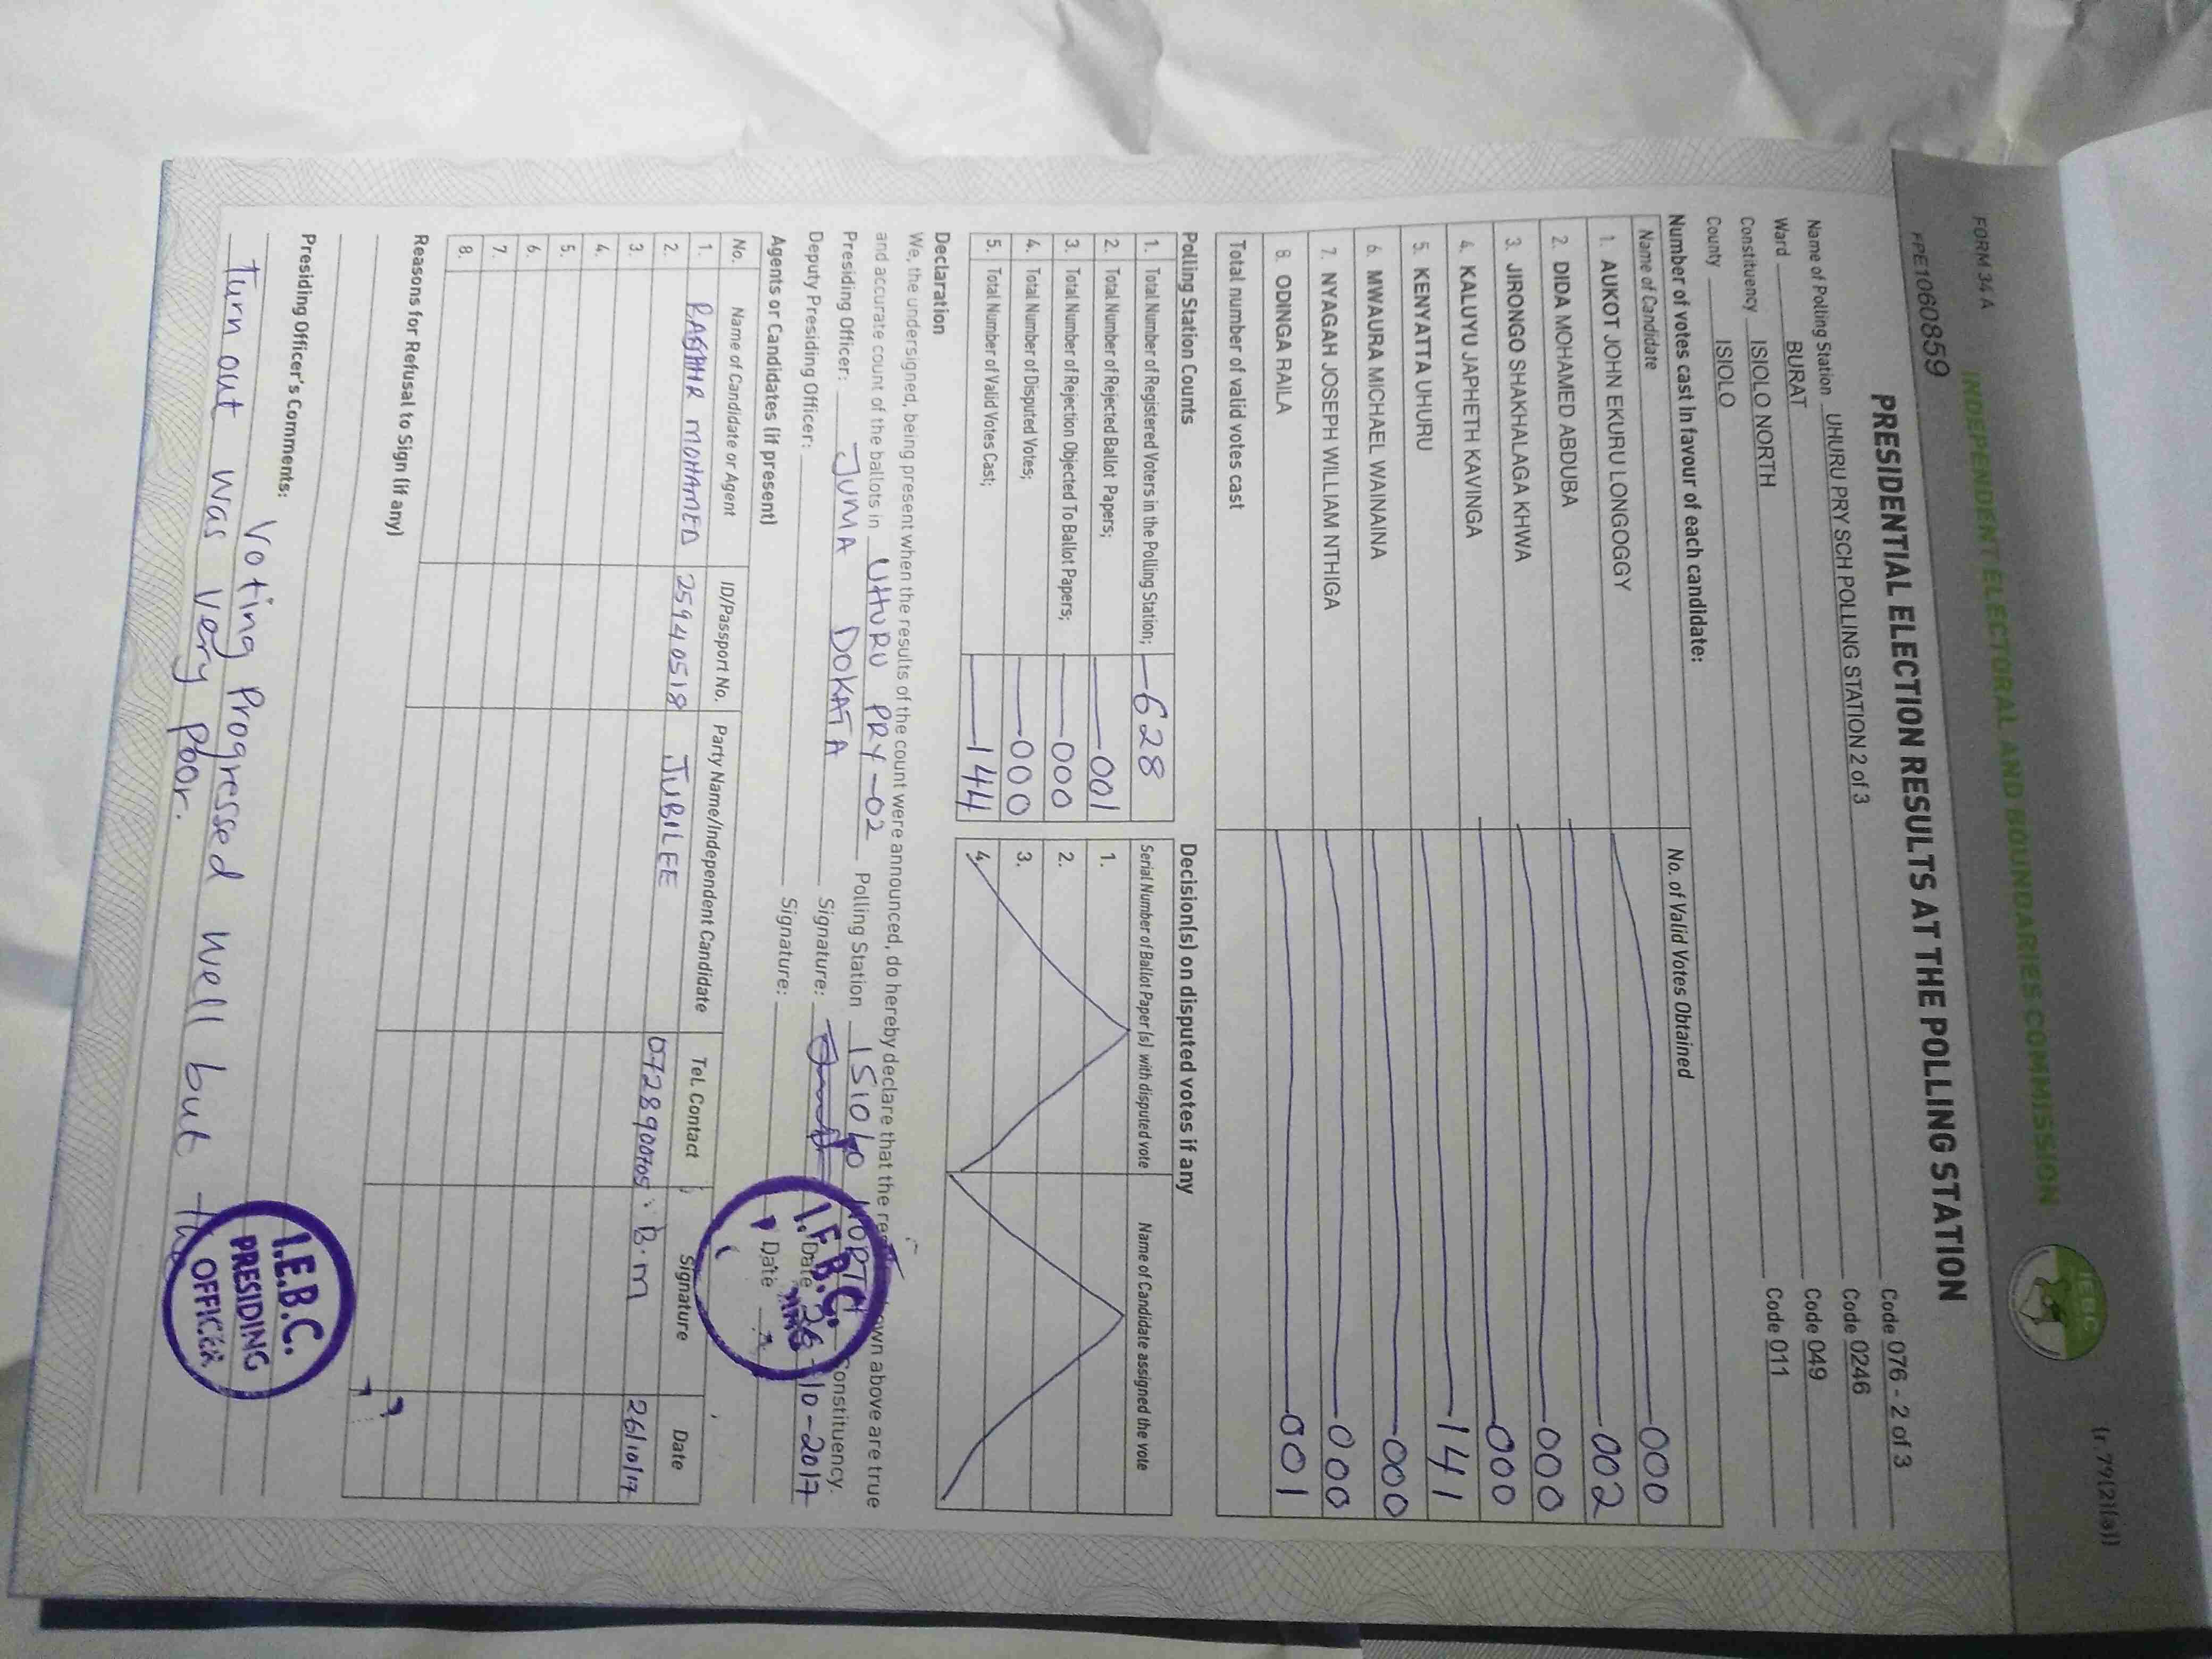 FORM 34 A
(r.79(2)(a))
INDEPENDENT ELECTORAL AND BOUNDARIES COMMISSION
IEBC
PPE1060859
PRESIDENTIAL ELECTION RESULTS AT THE POLLING STATION
Name of Polling Station UHURU PRY SCH POLLING STATION 2 of 3 Code 076 - 2 of 3
Ward BURAT Code 0246
Constituency ISIOLO NORTH Code 049
County ISIOLO Code 011
Number of votes cast in favour of each candidate:
Name of Candidate No. of Valid Votes Obtained
1. AUKOT JOHN EKURU LONGOGGY 000
2. DIDA MOHAMED ABDUBA 002
3. JIRONGO SHAKHALAGA KHWA 000
4. KALUYU JAPHETH KAVINGA 000
5. KENYATTA UHURU 141
6. MWAURA MICHAEL WAINAINA 000
7. NYAGAH JOSEPH WILLIAM NTHIGA 000
8. ODINGA RAILA 001
Total number of valid votes cast
Polling Station Counts
1. Total Number of Registered Voters in the Polling Station; 628
2. Total Number of Rejected Ballot Papers; 001
3. Total Number of Rejection Objected To Ballot Papers; 000
4. Total Number of Disputed Votes; 000
5. Total Number of Valid Votes Cast; 144
Decision(s) on disputed votes if any
Serial Number of Ballot Paper (s) with disputed vote Name of Candidate assigned the vote
1.
2.
3.
4.
Declaration
We, the undersigned, being present when the results of the count were announced, do hereby declare that the own above are true
and accurate count of the ballots in UHURU PRY -02 Polling Station ISIOLO Constituency.
Presiding Officer: JUMA DOKATA Signature: Date 26-10-2017
Deputy Presiding Officer: Signature: Date
I.E.B.C.
Agents or Candidates (if present)
No. Name of Candidate or Agent ID/Passport No. Party Name/Independent Candidate Tel. Contact Signature Date
1. MOHAMED 25940518 JUBILEE B.M 26/10/17
2.
3.
4.
5.
6.
7.
8.
Reasons for Refusal to Sign (if any)
Presiding Officer's Comments: Voting Progressed well but
Turn out was very poor.
I.E.B.C.
PRESIDING
OFFICER